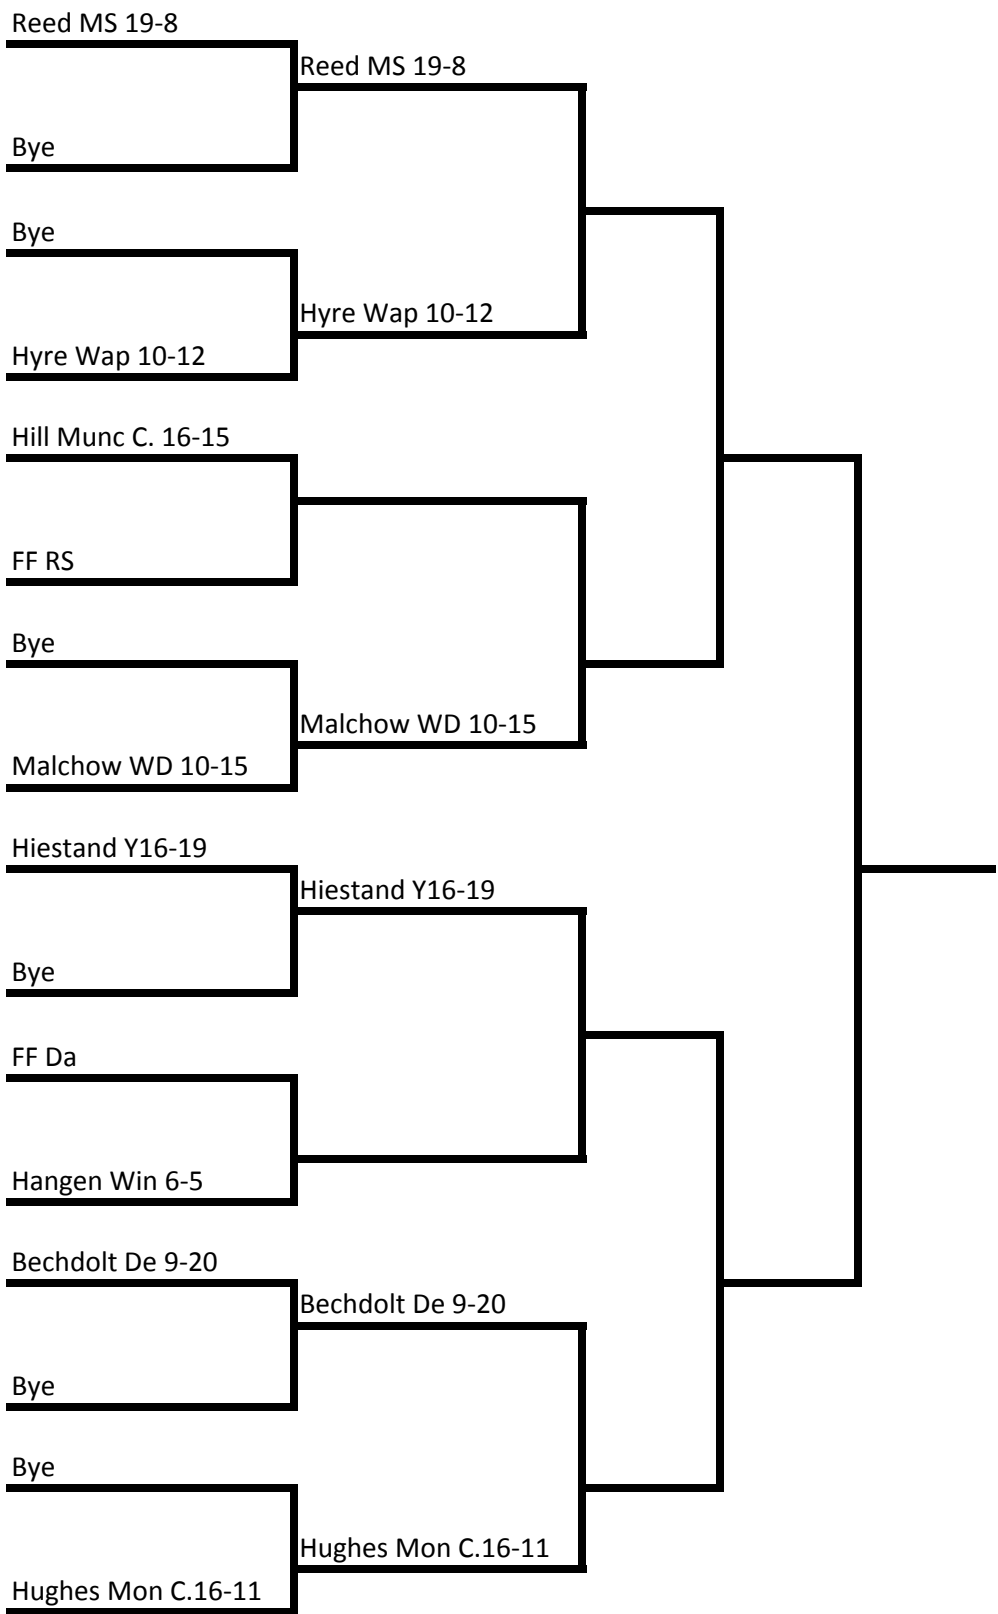 Reed MS 19-8
Reed MS 19-8
Bye
Bye
Hyre Wap 10-12
Hyre Wap 10-12
Hill Munc C. 16-15
FF RS
Bye
Malchow WD 10-15
Malchow WD 10-15
Hiestand Y16-19
Hiestand Y16-19
Bye
FF Da
Hangen Win 6-5
Bechdolt De 9-20
Bechdolt De 9-20
Bye
Bye
Hughes Mon C.16-11
Hughes Mon C.16-11